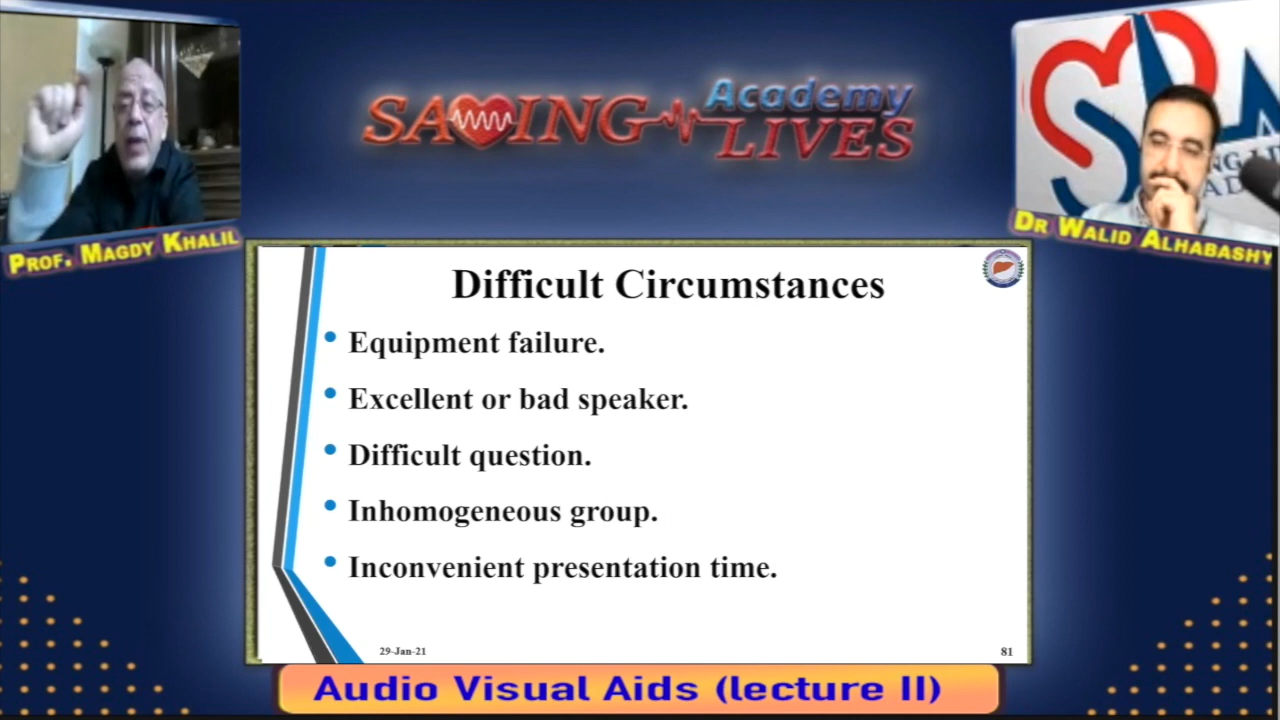 SAVING Academy LIVES
PROF. MAGDY KHALIL
DR WALID ALHABASHY
Difficult Circumstances
• Equipment failure.
• Excellent or bad speaker.
• Difficult question.
• Inhomogeneous group.
• Inconvenient presentation time.
29-Jan-21
81
Audio Visual Aids (lecture II)